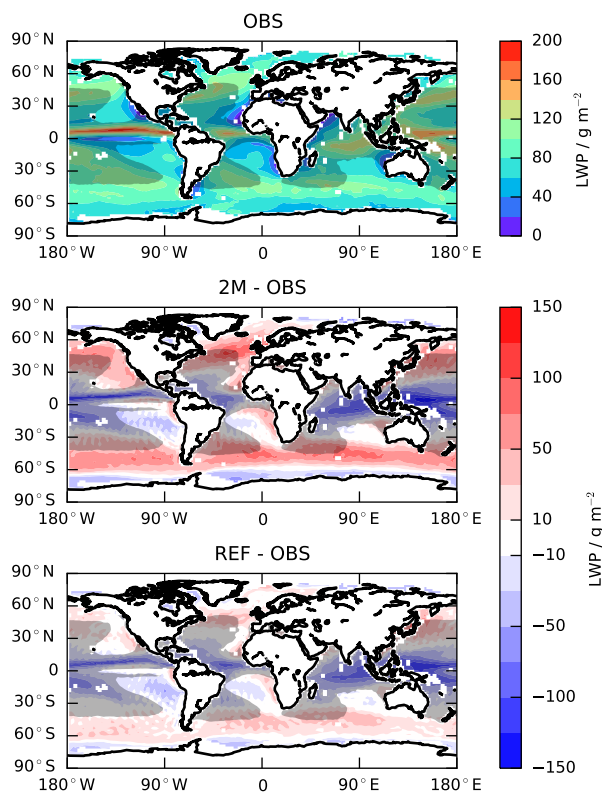 OBS
90°N
60°N
30°N
0
30°S
60°S
90°S
180°W
90°W
0
90°E
180°E
200
160
120
80
40
0
LWP / g m⁻²
2M - OBS
90°N
60°N
30°N
0
30°S
60°S
90°S
180°W
90°W
0
90°E
180°E
REF - OBS
90°N
60°N
30°N
0
30°S
60°S
90°S
180°W
90°W
0
90°E
180°E
150
100
50
10
−10
−50
−100
−150
LWP / g m⁻²